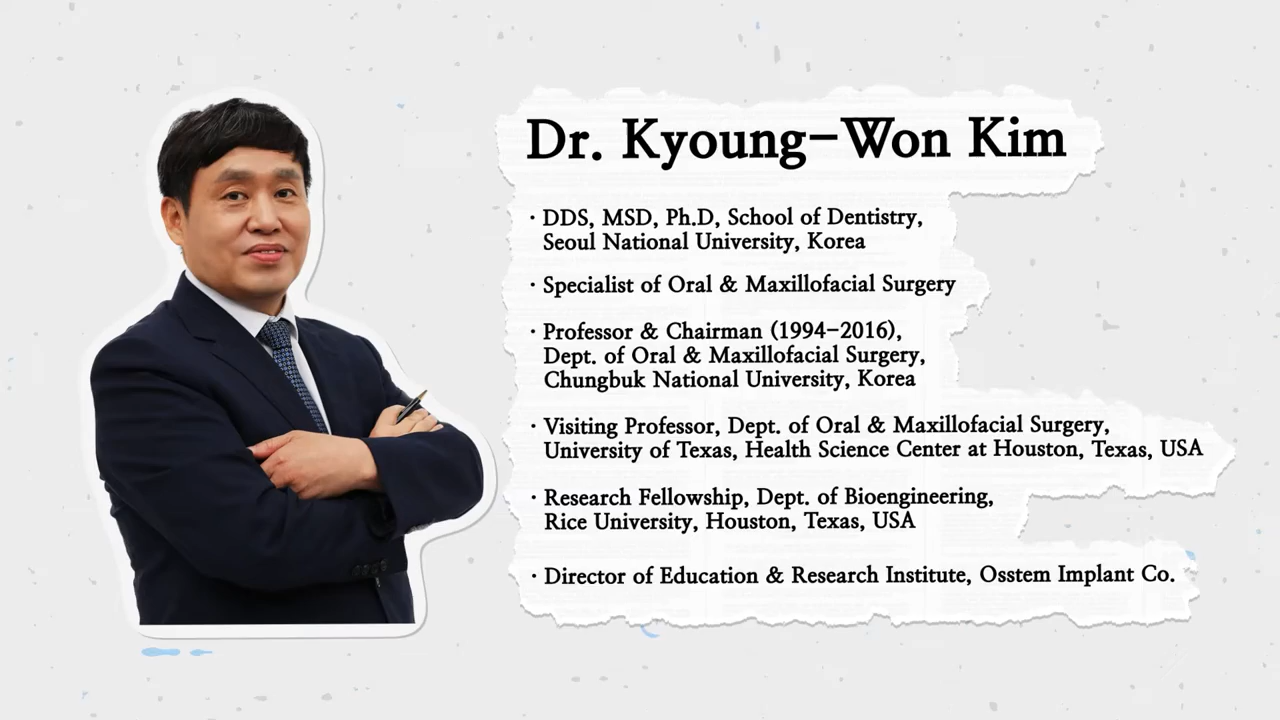 Dr. Kyoung-Won Kim
· DDS, MSD, Ph.D, School of Dentistry,
Seoul National University, Korea
· Specialist of Oral & Maxillofacial Surgery
· Professor & Chairman (1994-2016),
Dept. of Oral & Maxillofacial Surgery,
Chungbuk National University, Korea
· Visiting Professor, Dept. of Oral & Maxillofacial Surgery,
University of Texas, Health Science Center at Houston, Texas, USA
· Research Fellowship, Dept. of Bioengineering,
Rice University, Houston, Texas, USA
· Director of Education & Research Institute, Osstem Implant Co.